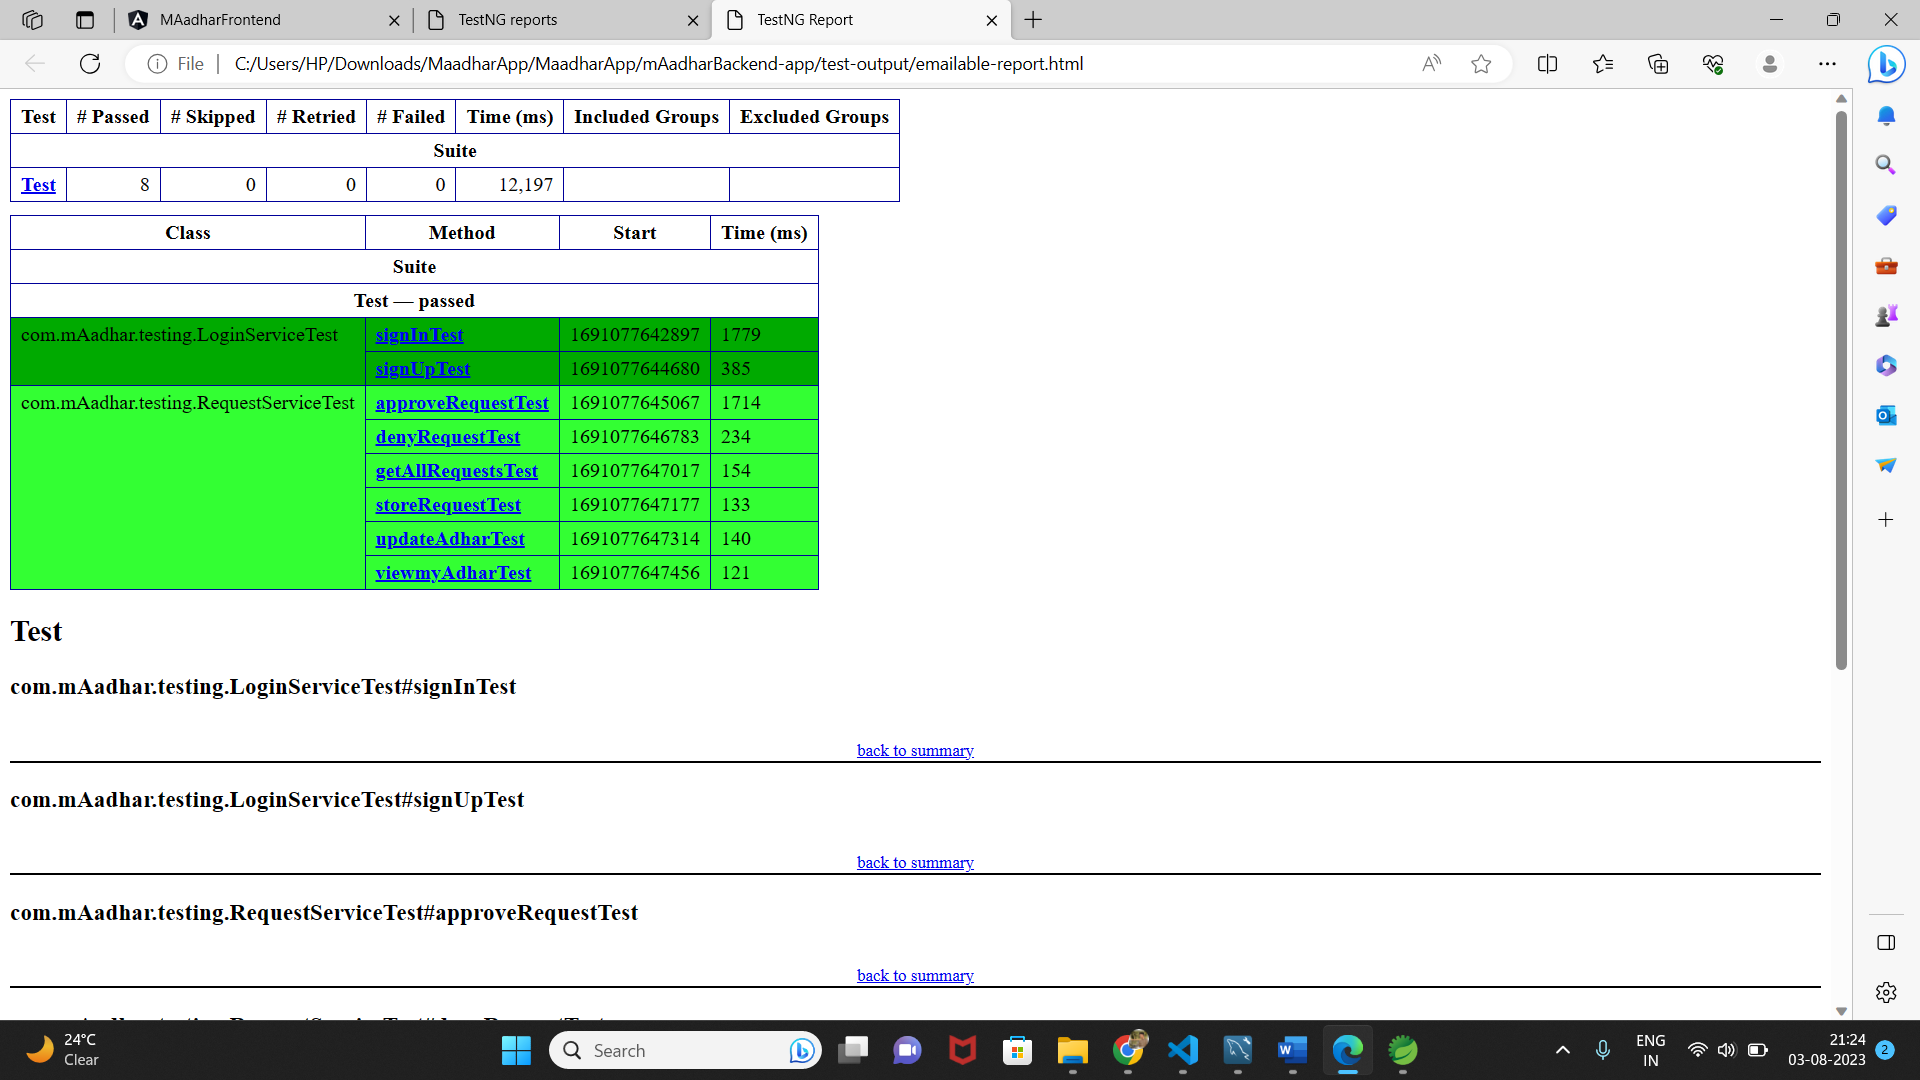 MAadharFrontend
TestNG reports
TestNG Report
File
C:/Users/HP/Downloads/MaadharApp/MaadharApp/mAadharBackend-app/test-output/emailable-report.html
Test # Passed # Skipped # Retried # Failed Time (ms) Included Groups Excluded Groups
Suite
Test 8 0 0 0 12,197
Class Method Start Time (ms)
Suite
Test — passed
com.mAadhar.testing.LoginServiceTest signInTest 1691077642897 1779
signUpTest 1691077644680 385
com.mAadhar.testing.RequestServiceTest approveRequestTest 1691077645067 1714
denyRequestTest 1691077646783 234
getAllRequestsTest 1691077647017 154
storeRequestTest 1691077647177 133
updateAdharTest 1691077647314 140
viewmyAdharTest 1691077647456 121
Test
com.mAadhar.testing.LoginServiceTest#signInTest
back to summary
com.mAadhar.testing.LoginServiceTest#signUpTest
back to summary
com.mAadhar.testing.RequestServiceTest#approveRequestTest
back to summary
24°C
Clear
Search
ENG
IN
21:24
03-08-2023
2